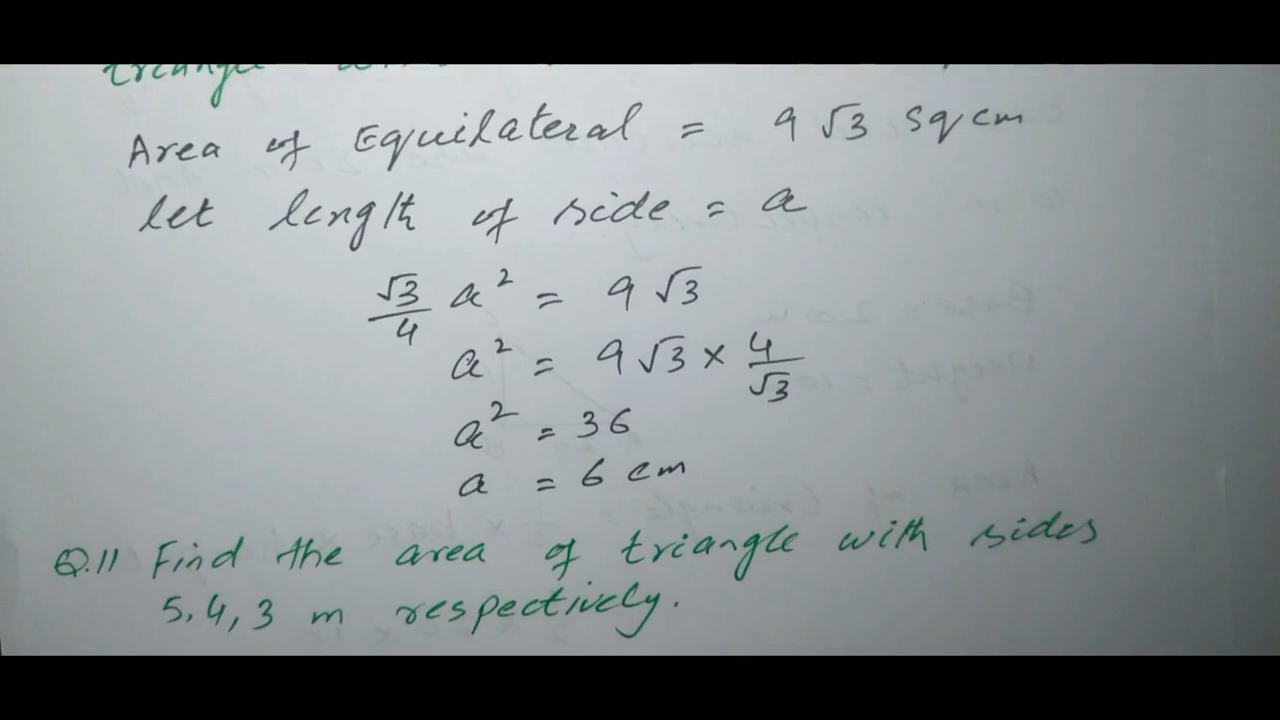 triangle
Area of Equilateral = 9 √3 sq cm
let length of side = a
√3/4 a² = 9 √3
a² = 9 √3 × 4/√3
a² = 36
a = 6 cm
Q.11 Find the area of triangle with sides
5, 4, 3 m respectively.